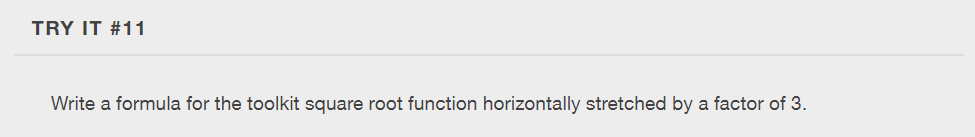 TRY IT #11
Write a formula for the toolkit square root function horizontally stretched by a factor of 3.